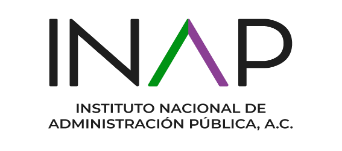 INAP
INSTITUTO NACIONAL DE
ADMINISTRACIÓN PÚBLICA, A.C.